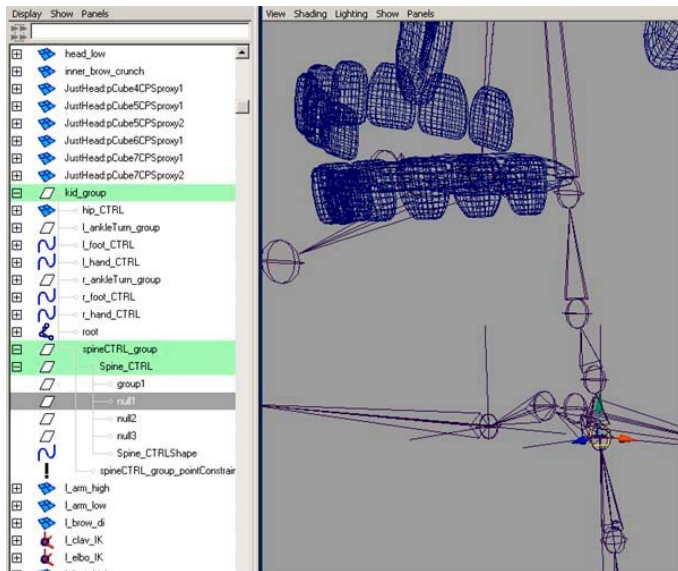 Display Show Panels
View Shading Lighting Show Panels
head_low
inner_brow_crunch
JustHead:pCube4CPSproxy1
JustHead:pCube5CPSproxy1
JustHead:pCube5CPSproxy2
JustHead:pCube6CPSproxy1
JustHead:pCube7CPSproxy1
JustHead:pCube7CPSproxy2
kid_group
hip_CTRL
l_ankleTurn_group
l_foot_CTRL
l_hand_CTRL
r_ankleTurn_group
r_foot_CTRL
r_hand_CTRL
root
spineCTRL_group
Spine_CTRL
group1
null1
null2
null3
Spine_CTRLShape
spineCTRL_group_pointConstrain
l_arm_high
l_arm_low
l_brow_di
l_clav_IK
l_elbo_IK